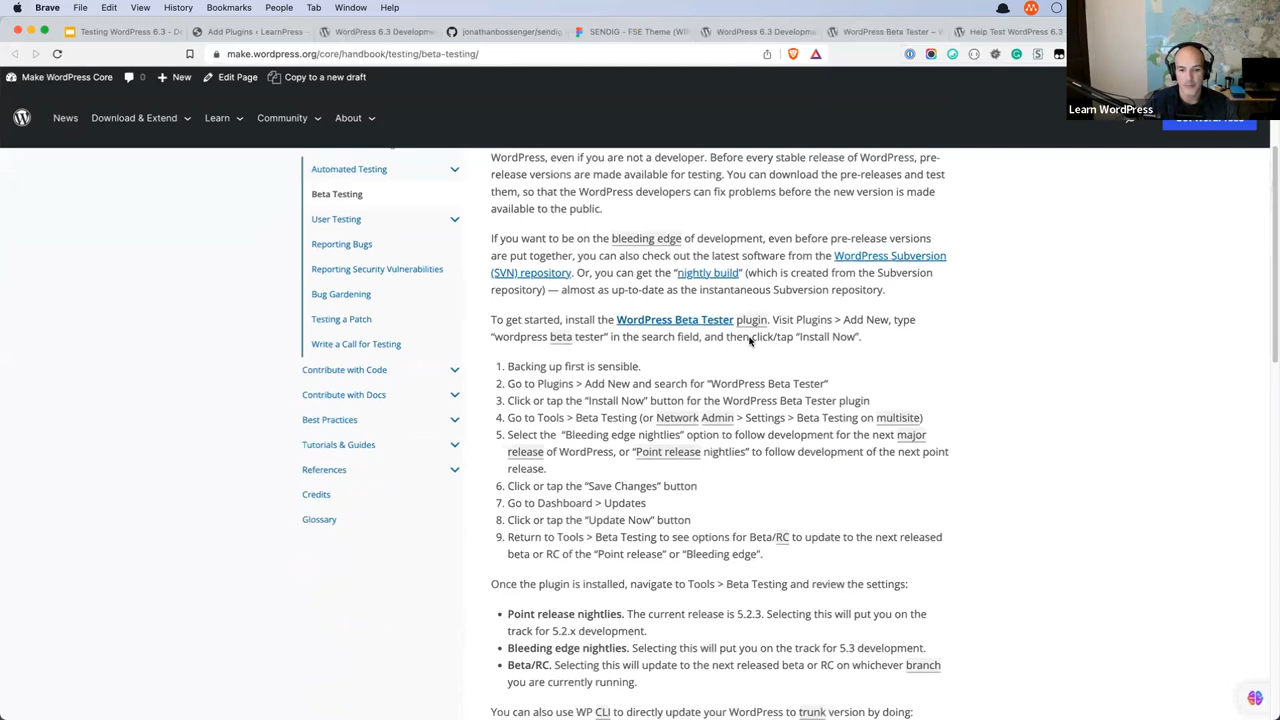 Brave File Edit View History Bookmarks People Tab Window Help
Testing WordPress 6.3 - D
Add Plugins ‹ LearnPress
WordPress 6.3 Developme
jonathanbossenger/sendig
SENDIG - FSE Theme (Wi
WordPress 6.3 Developm
WordPress Beta Tester –
Help Test WordPress 6.3
make.wordpress.org/core/handbook/testing/beta-testing/
Make WordPress Core 0 New Edit Page Copy to a new draft
News Download & Extend Learn Community About
Learn WordPress
Automated Testing
Beta Testing
User Testing
Reporting Bugs
Reporting Security Vulnerabilities
Bug Gardening
Testing a Patch
Write a Call for Testing
Contribute with Code
Contribute with Docs
Best Practices
Tutorials & Guides
References
Credits
Glossary
WordPress, even if you are not a developer. Before every stable release of WordPress, pre-
release versions are made available for testing. You can download the pre-releases and test
them, so that the WordPress developers can fix problems before the new version is made
available to the public.
If you want to be on the bleeding edge of development, even before pre-release versions
are put together, you can also check out the latest software from the WordPress Subversion
(SVN) repository. Or, you can get the “nightly build” (which is created from the Subversion
repository) — almost as up-to-date as the instantaneous Subversion repository.
To get started, install the WordPress Beta Tester plugin. Visit Plugins > Add New, type
“wordpress beta tester” in the search field, and then click/tap “Install Now”.
1. Backing up first is sensible.
2. Go to Plugins > Add New and search for “WordPress Beta Tester”
3. Click or tap the “Install Now” button for the WordPress Beta Tester plugin
4. Go to Tools > Beta Testing (or Network Admin > Settings > Beta Testing on multisite)
5. Select the “Bleeding edge nightlies” option to follow development for the next major
release of WordPress, or “Point release nightlies” to follow development of the next point
release.
6. Click or tap the “Save Changes” button
7. Go to Dashboard > Updates
8. Click or tap the “Update Now” button
9. Return to Tools > Beta Testing to see options for Beta/RC to update to the next released
beta or RC of the “Point release” or “Bleeding edge”.
Once the plugin is installed, navigate to Tools > Beta Testing and review the settings:
• Point release nightlies. The current release is 5.2.3. Selecting this will put you on the
track for 5.2.x development.
• Bleeding edge nightlies. Selecting this will put you on the track for 5.3 development.
• Beta/RC. Selecting this will update to the next released beta or RC on whichever branch
you are currently running.
You can also use WP CLI to directly update your WordPress to trunk version by doing: